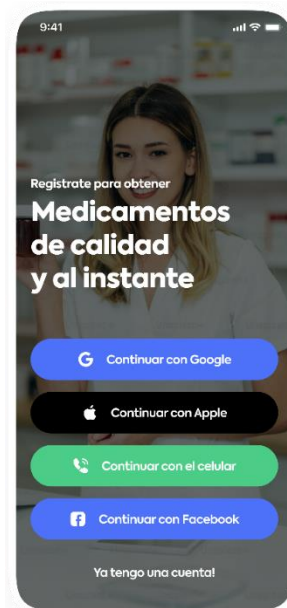 9:41
Registrate para obtener
Medicamentos
de calidad
y al instante
Continuar con Google
Continuar con Apple
Continuar con el celular
Continuar con Facebook
Ya tengo una cuenta!